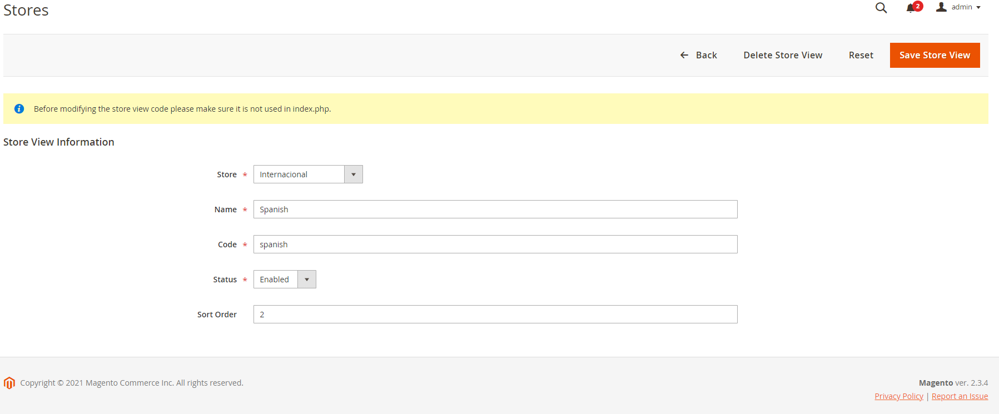 Stores
2
admin
Back
Delete Store View
Reset
Save Store View
Before modifying the store view code please make sure it is not used in index.php.
Store View Information
Store * Internacional
Name * Spanish
Code * spanish
Status * Enabled
Sort Order 2
Copyright © 2021 Magento Commerce Inc. All rights reserved.
Magento ver. 2.3.4
Privacy Policy | Report an Issue